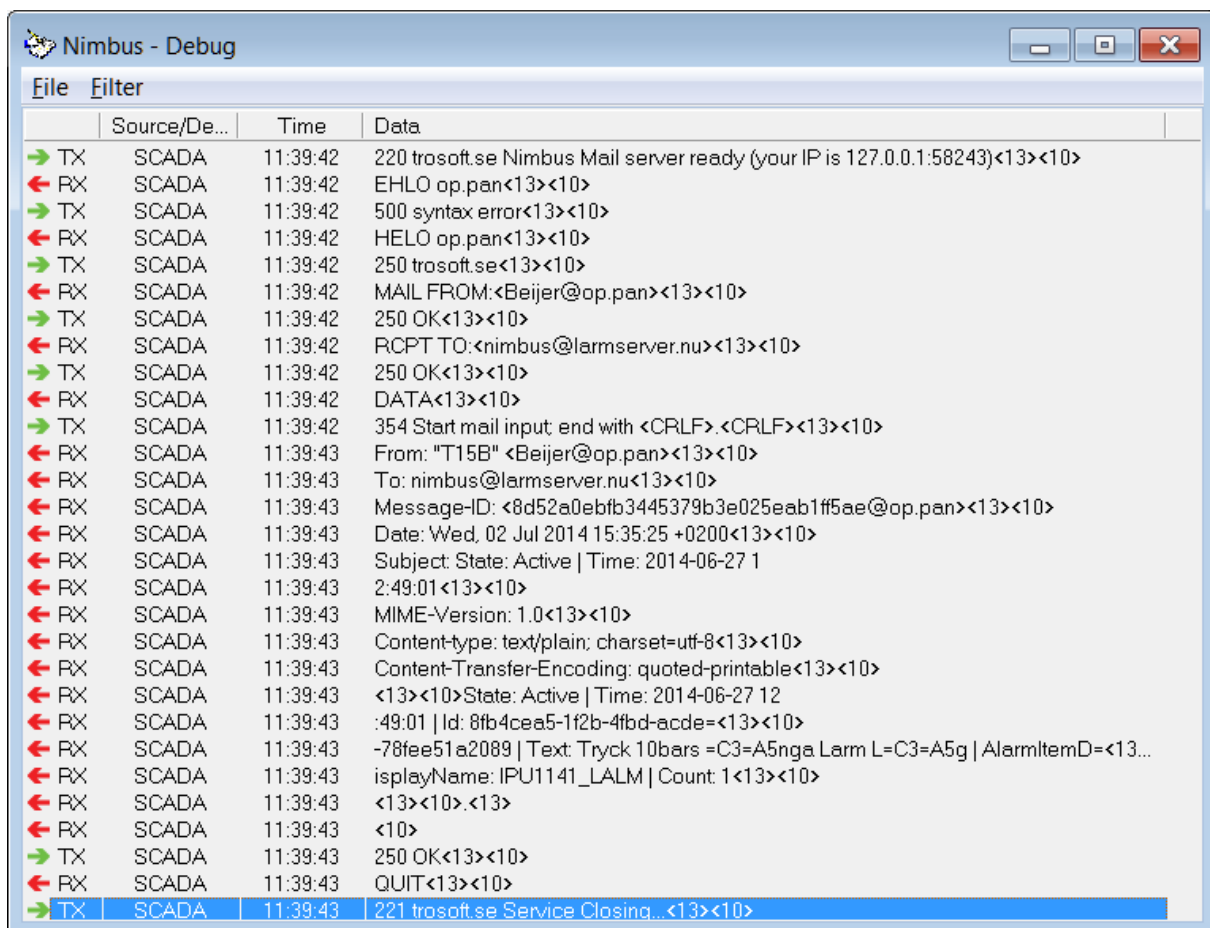 Nimbus - Debug
File Filter
Source/De... Time Data
TX SCADA 11:39:42 220 trosoft.se Nimbus Mail server ready (your IP is 127.0.0.1:58243)<13><10>
RX SCADA 11:39:42 EHLO op.pan<13><10>
TX SCADA 11:39:42 500 syntax error<13><10>
RX SCADA 11:39:42 HELO op.pan<13><10>
TX SCADA 11:39:42 250 trosoft.se<13><10>
RX SCADA 11:39:42 MAIL FROM:<Beijer@op.pan><13><10>
TX SCADA 11:39:42 250 OK<13><10>
RX SCADA 11:39:42 RCPT TO:<nimbus@larmserver.nu><13><10>
TX SCADA 11:39:42 250 OK<13><10>
RX SCADA 11:39:42 DATA<13><10>
TX SCADA 11:39:42 354 Start mail input; end with <CRLF>.<CRLF><13><10>
RX SCADA 11:39:43 From: "T15B" <Beijer@op.pan><13><10>
RX SCADA 11:39:43 To: nimbus@larmserver.nu<13><10>
RX SCADA 11:39:43 Message-ID: <8d52a0ebfb3445379b3e025eab1ff5ae@op.pan><13><10>
RX SCADA 11:39:43 Date: Wed, 02 Jul 2014 15:35:25 +0200<13><10>
RX SCADA 11:39:43 Subject: State: Active | Time: 2014-06-27 1
RX SCADA 11:39:43 2:49:01<13><10>
RX SCADA 11:39:43 MIME-Version: 1.0<13><10>
RX SCADA 11:39:43 Content-type: text/plain; charset=utf-8<13><10>
RX SCADA 11:39:43 Content-Transfer-Encoding: quoted-printable<13><10>
RX SCADA 11:39:43 <13><10>State: Active | Time: 2014-06-27 12
RX SCADA 11:39:43 :49:01 | Id: 8fb4cea5-1f2b-4fbd-acde=<13><10>
RX SCADA 11:39:43 -78fee51a2089 | Text: Tryck 10bars =C3=A5nga Larm L=C3=A5g | AlarmItemD=<13...
RX SCADA 11:39:43 isplayName: IPU1141_LALM | Count: 1<13><10>
RX SCADA 11:39:43 <13><10>.<13>
RX SCADA 11:39:43 <10>
TX SCADA 11:39:43 250 OK<13><10>
RX SCADA 11:39:43 QUIT<13><10>
TX SCADA 11:39:43 221 trosoft.se Service Closing...<13><10>